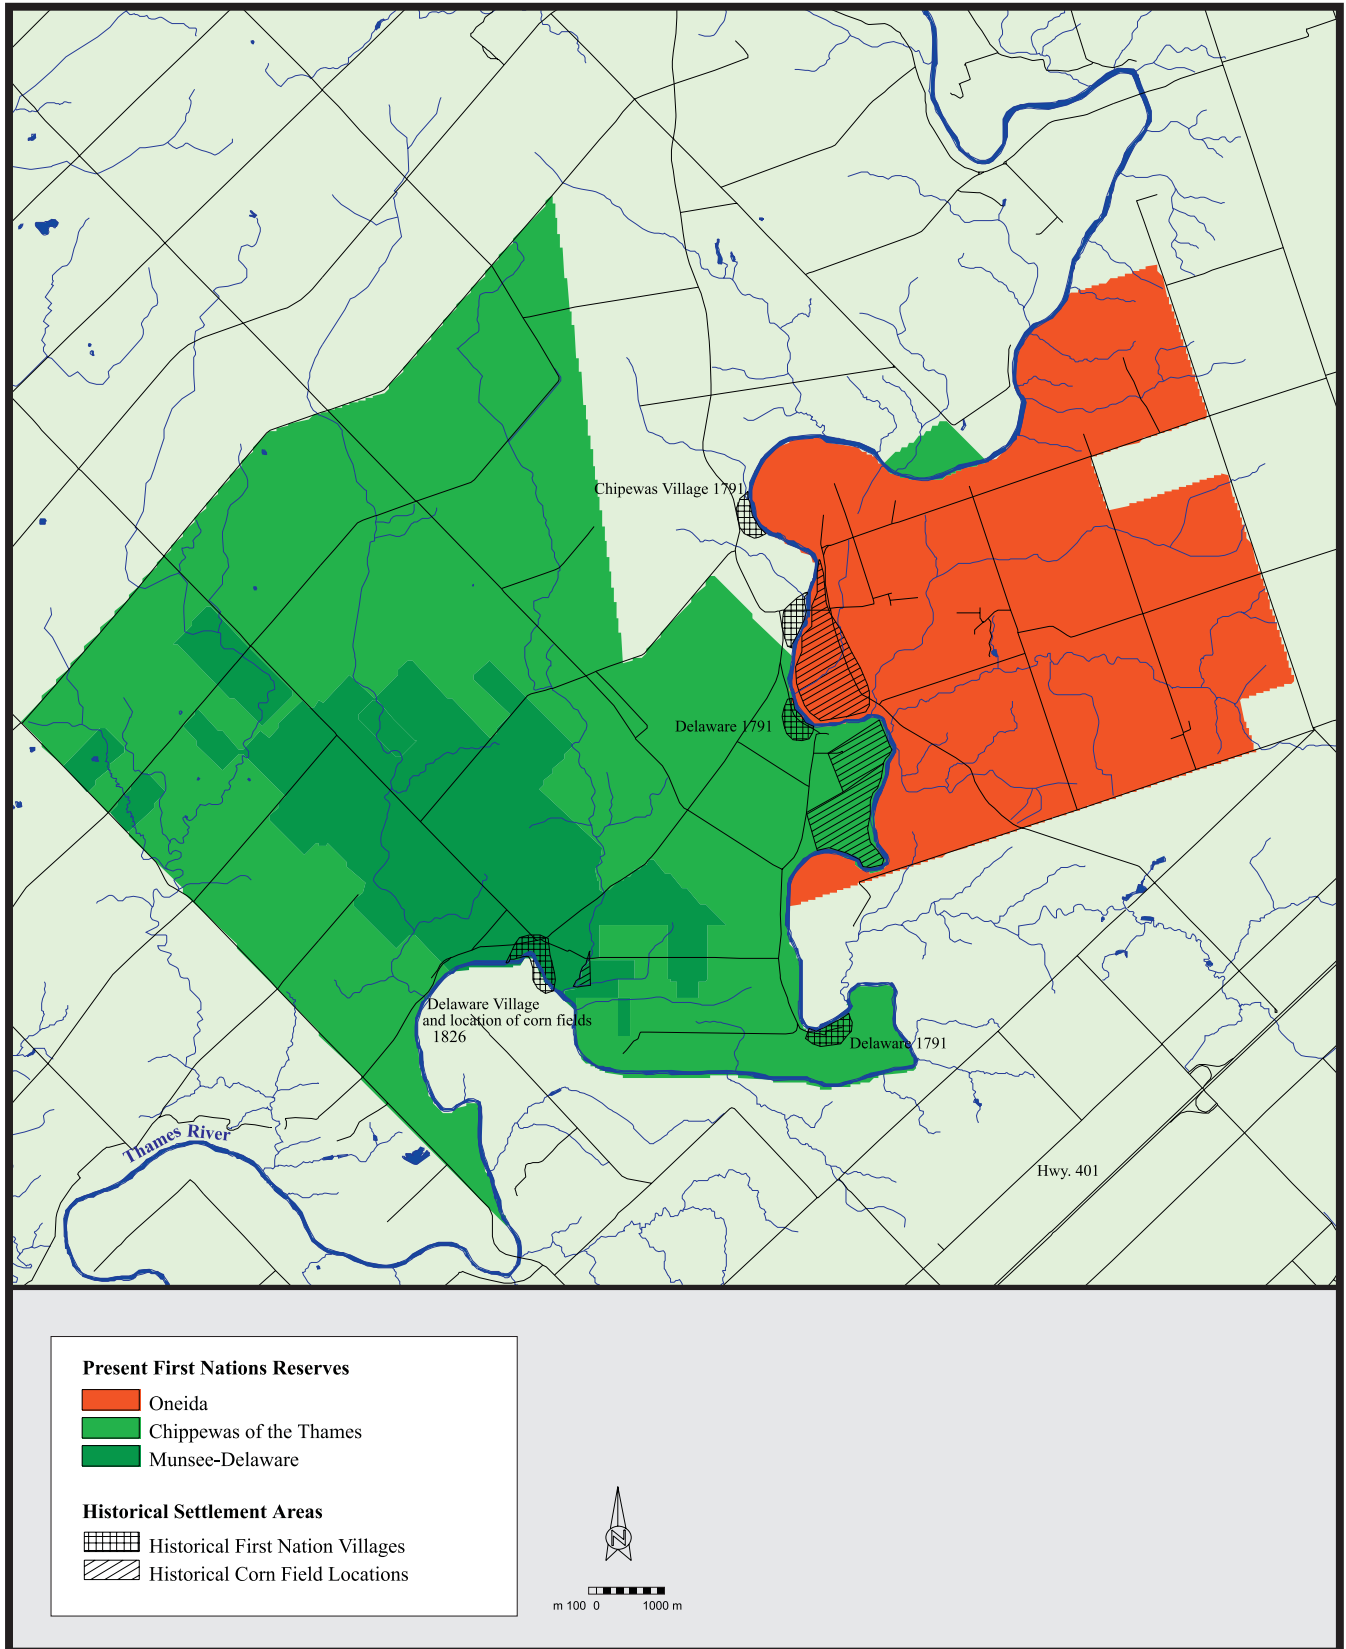 Chipewas Village 1791
Delaware 1791
Delaware Village
and location of corn fields
1826
Delaware 1791
Thames River
Hwy. 401
Present First Nations Reserves
Oneida
Chippewas of the Thames
Munsee-Delaware
Historical Settlement Areas
Historical First Nation Villages
Historical Corn Field Locations
N
m 100 0 1000 m